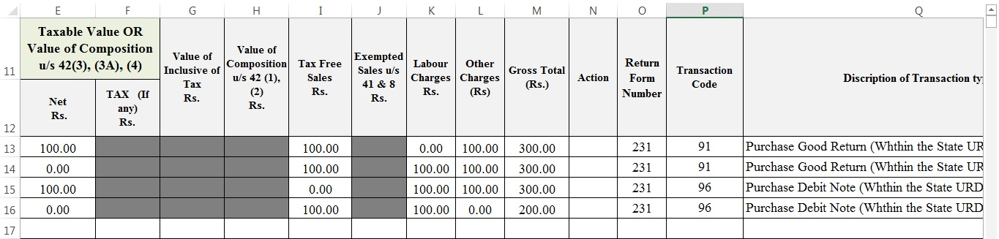 E F G H I J K L M N O P Q
11
Taxable Value OR
Value of Composition
u/s 42(3), (3A), (4)
Value of
Inclusive of
Tax
Rs.
Value of
Composition
u/s 42 (1),
(2)
Rs.
Tax Free
Sales
Rs.
Exempted
Sales u/s
41 & 8
Rs.
Labour
Charges
Rs.
Other
Charges
(Rs)
Gross Total
(Rs.)
Action
Return
Form
Number
Transaction
Code
Discription of Transaction ty
12
Net
Rs.
TAX (If
any)
Rs.
13 100.00 100.00 0.00 100.00 300.00 231 91 Purchase Good Return (Whthin the State UR
14 0.00 100.00 100.00 100.00 300.00 231 91 Purchase Good Return (Whthin the State UR
15 100.00 0.00 100.00 100.00 300.00 231 96 Purchase Debit Note (Whthin the State URD
16 0.00 100.00 100.00 0.00 200.00 231 96 Purchase Debit Note (Whthin the State URD
17